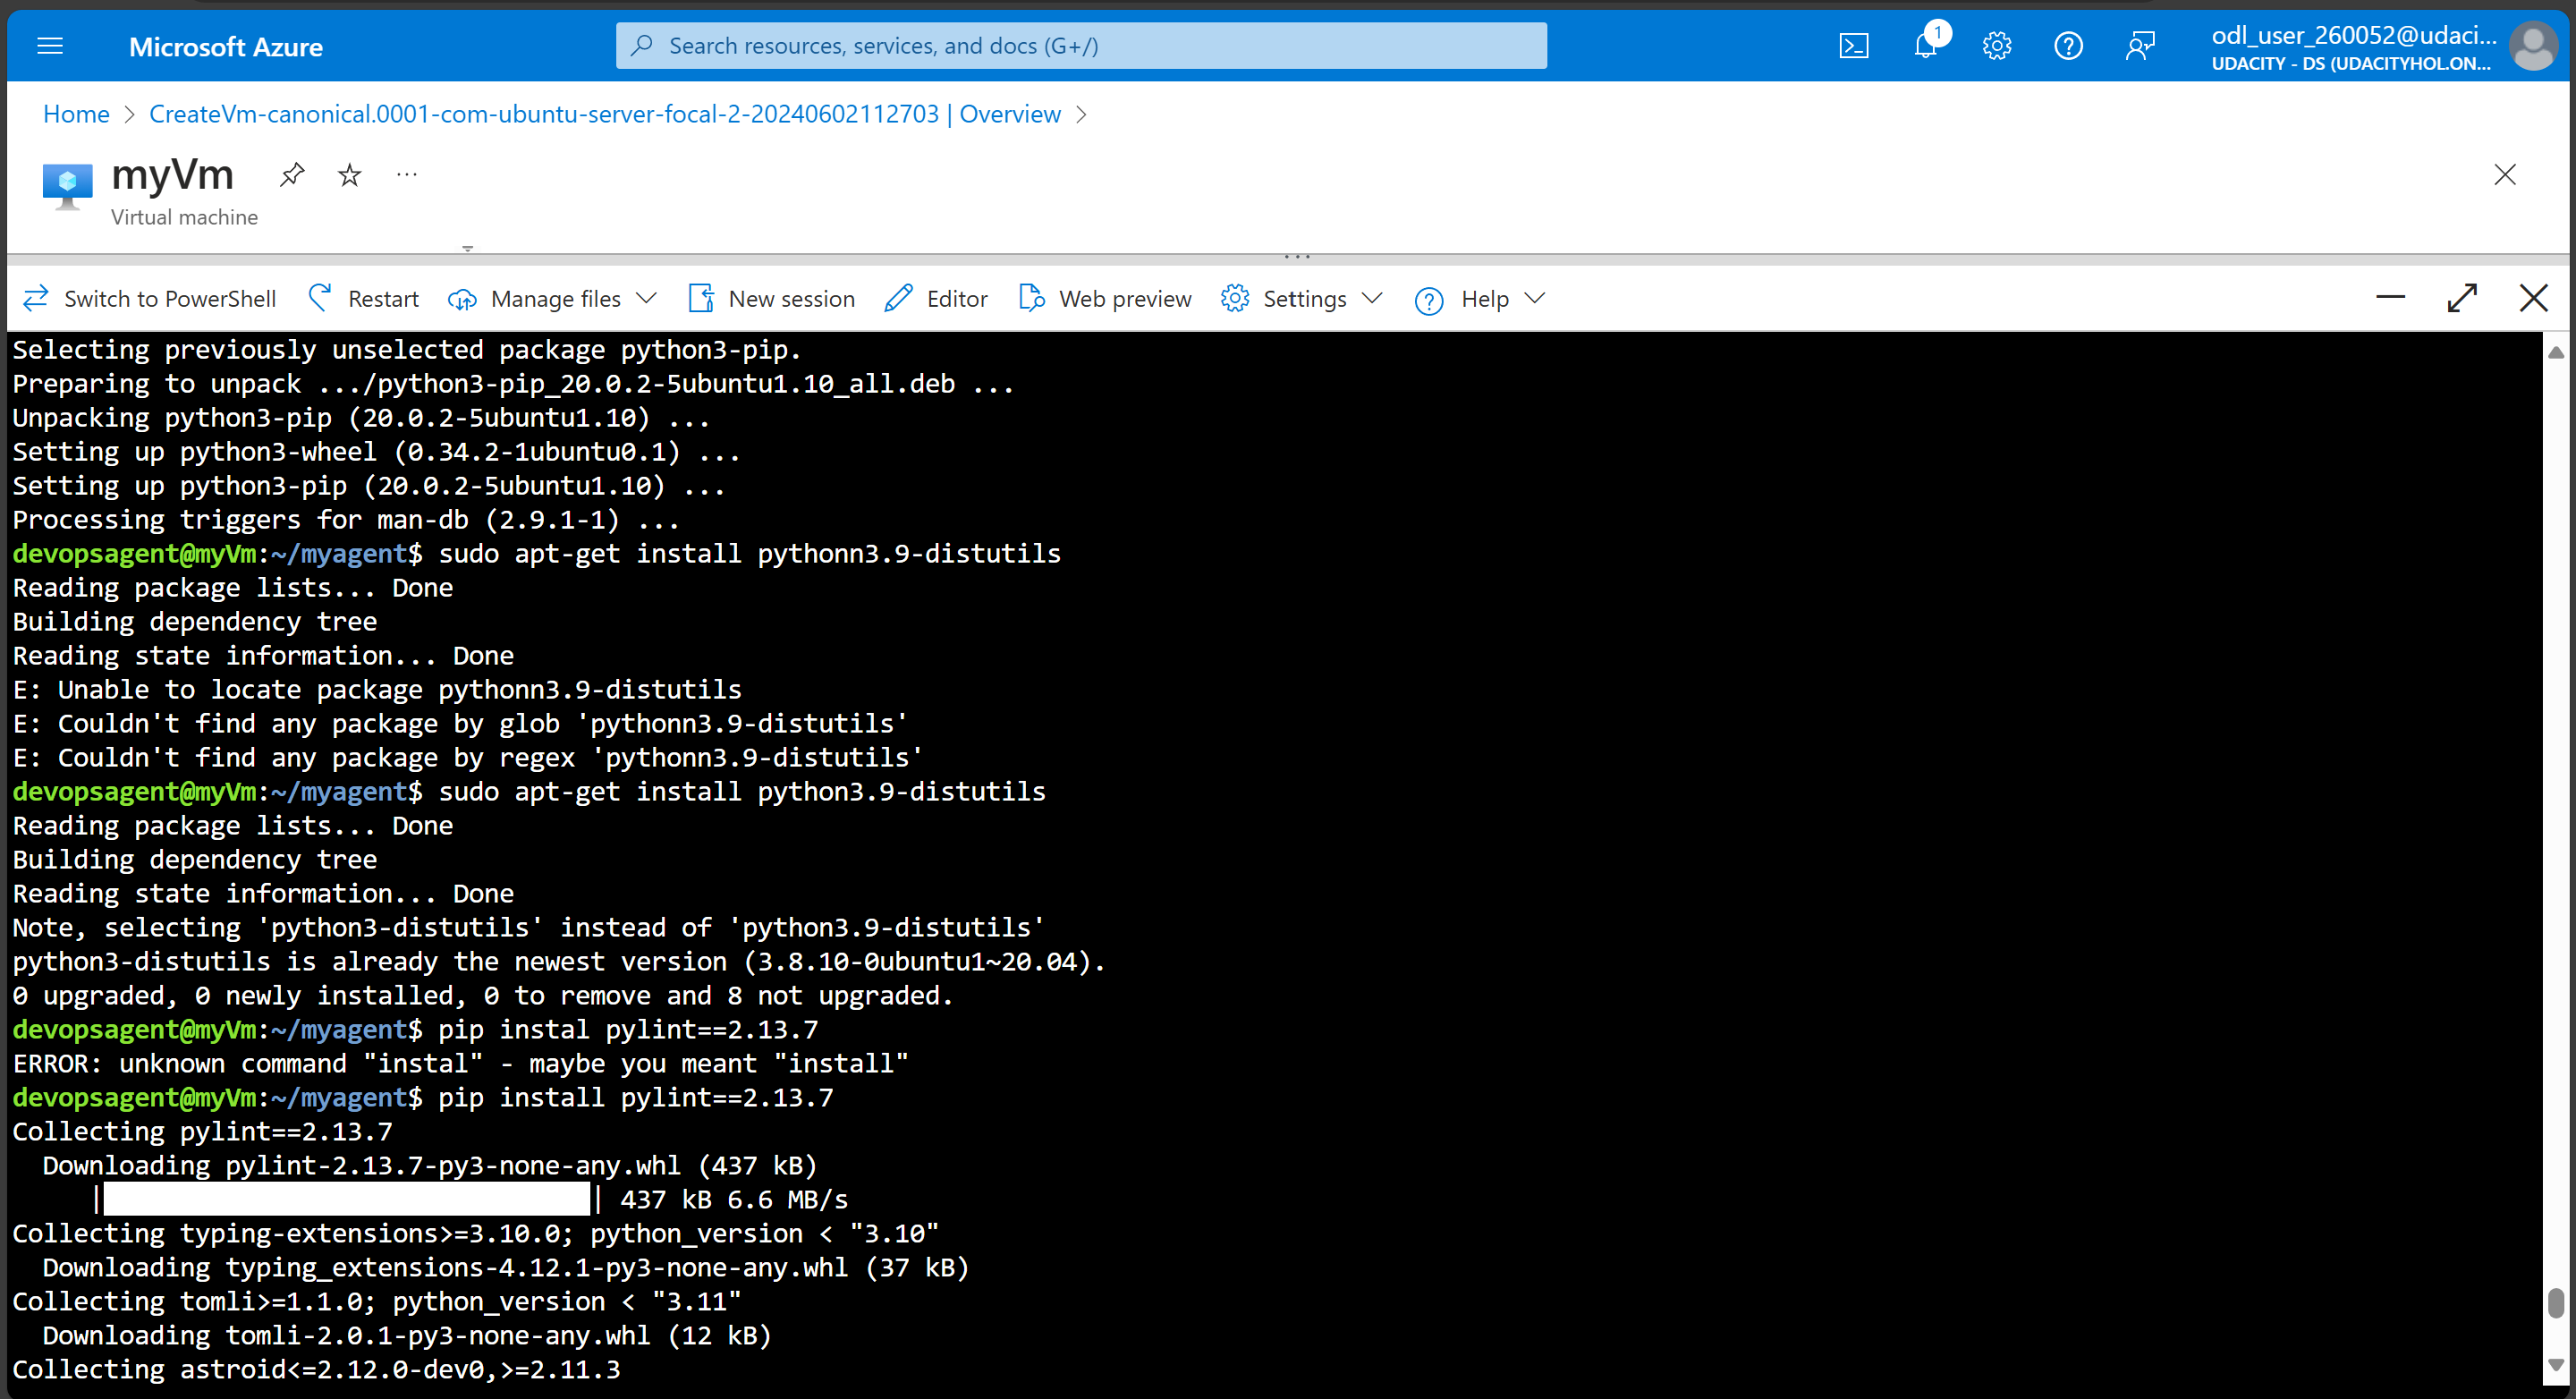 Microsoft Azure
Search resources, services, and docs (G+/)
1
odl_user_260052@udaci...
UDACITY - DS (UDACITYHOL.ON...
Home > CreateVm-canonical.0001-com-ubuntu-server-focal-2-20240602112703 | Overview >
myVm
Virtual machine
Switch to PowerShell Restart Manage files New session Editor Web preview Settings Help
Selecting previously unselected package python3-pip.
Preparing to unpack .../python3-pip_20.0.2-5ubuntu1.10_all.deb ...
Unpacking python3-pip (20.0.2-5ubuntu1.10) ...
Setting up python3-wheel (0.34.2-1ubuntu0.1) ...
Setting up python3-pip (20.0.2-5ubuntu1.10) ...
Processing triggers for man-db (2.9.1-1) ...
devopsagent@myVm:~/myagent$ sudo apt-get install pythonn3.9-distutils
Reading package lists... Done
Building dependency tree
Reading state information... Done
E: Unable to locate package pythonn3.9-distutils
E: Couldn't find any package by glob 'pythonn3.9-distutils'
E: Couldn't find any package by regex 'pythonn3.9-distutils'
devopsagent@myVm:~/myagent$ sudo apt-get install python3.9-distutils
Reading package lists... Done
Building dependency tree
Reading state information... Done
Note, selecting 'python3-distutils' instead of 'python3.9-distutils'
python3-distutils is already the newest version (3.8.10-0ubuntu1~20.04).
0 upgraded, 0 newly installed, 0 to remove and 8 not upgraded.
devopsagent@myVm:~/myagent$ pip instal pylint==2.13.7
ERROR: unknown command "instal" - maybe you meant "install"
devopsagent@myVm:~/myagent$ pip install pylint==2.13.7
Collecting pylint==2.13.7
  Downloading pylint-2.13.7-py3-none-any.whl (437 kB)
| | 437 kB 6.6 MB/s
Collecting typing-extensions>=3.10.0; python_version < "3.10"
  Downloading typing_extensions-4.12.1-py3-none-any.whl (37 kB)
Collecting tomli>=1.1.0; python_version < "3.11"
  Downloading tomli-2.0.1-py3-none-any.whl (12 kB)
Collecting astroid<=2.12.0-dev0,>=2.11.3